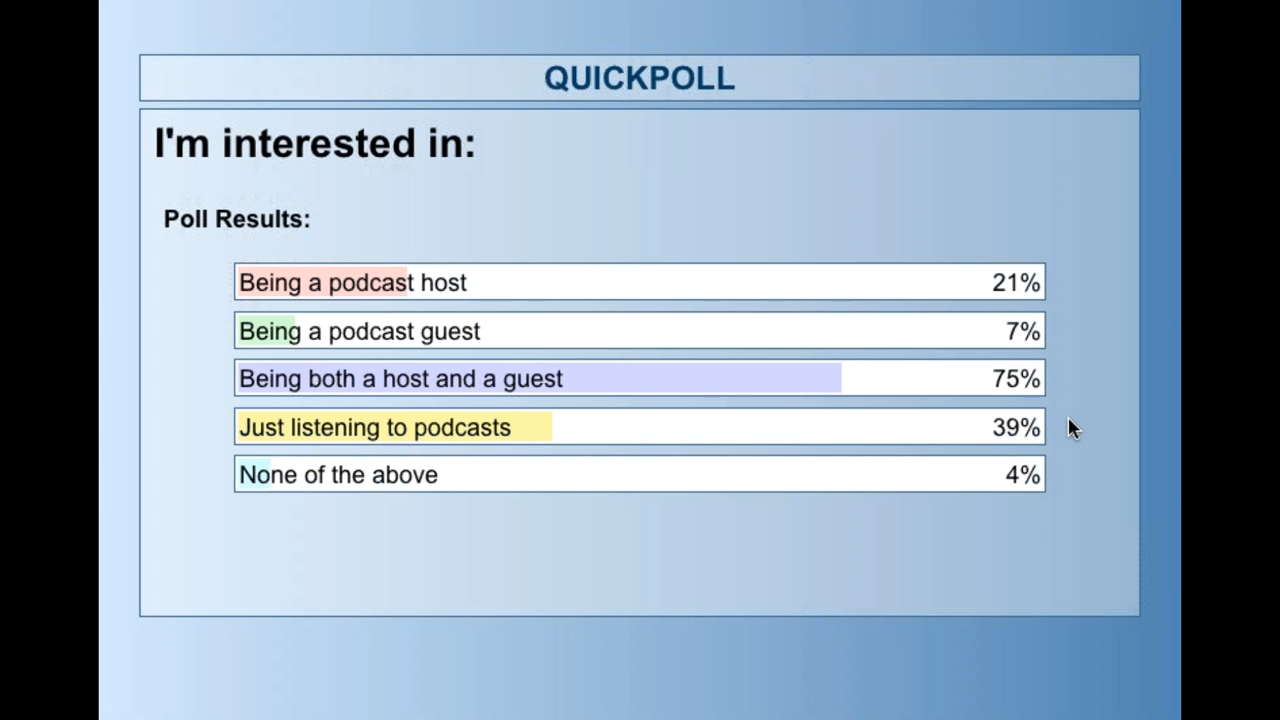 QUICKPOLL
I'm interested in:
Poll Results:
Being a podcast host 21%
Being a podcast guest 7%
Being both a host and a guest 75%
Just listening to podcasts 39%
None of the above 4%